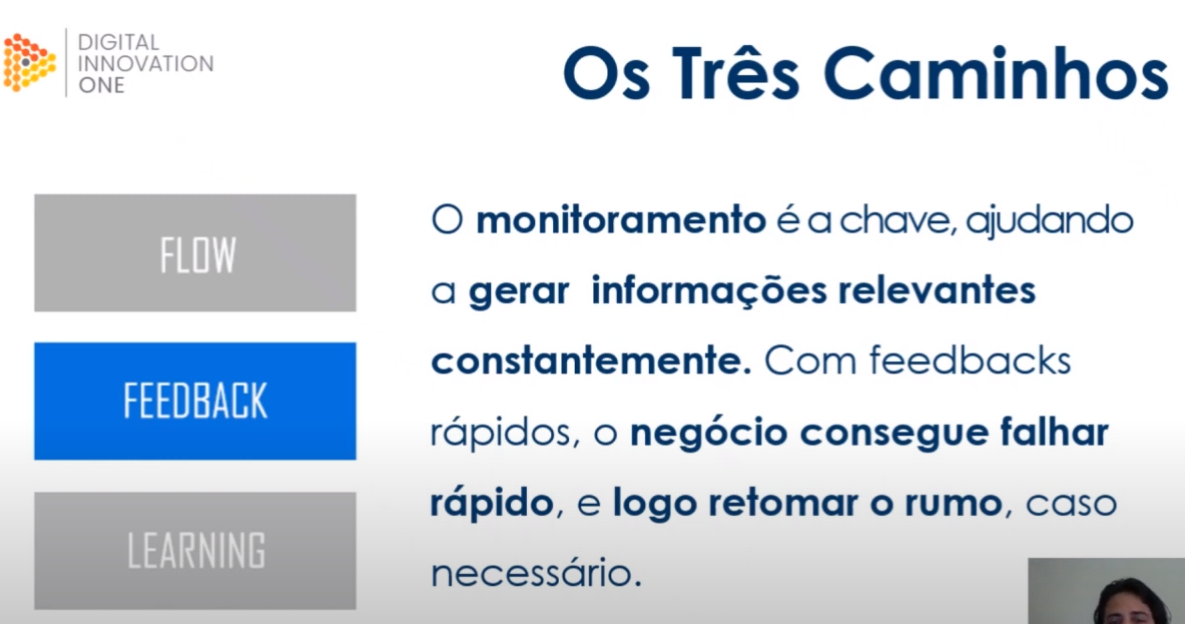 DIGITAL
INNOVATION
ONE
Os Três Caminhos
FLOW
FEEDBACK
LEARNING
O monitoramento é a chave, ajudando
a gerar informações relevantes
constantemente. Com feedbacks
rápidos, o negócio consegue falhar
rápido, e logo retomar o rumo, caso
necessário.